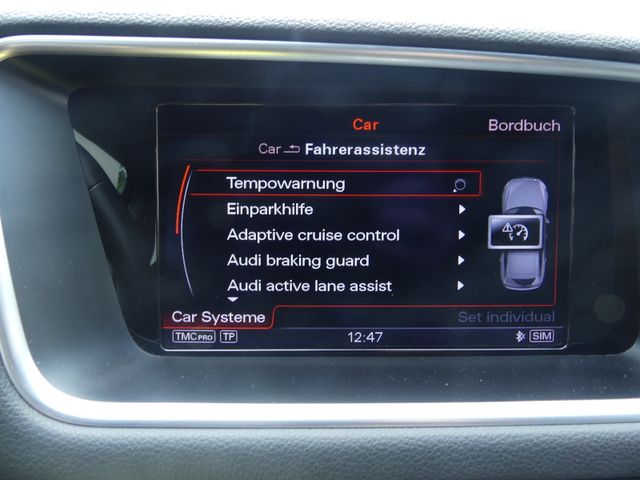 Car
Bordbuch
Car Fahrerassistenz
Tempowarnung
Einparkhilfe
Adaptive cruise control
Audi braking guard
Audi active lane assist
Car Systeme
Set individual
TMC PRO TP
12:47
SIM